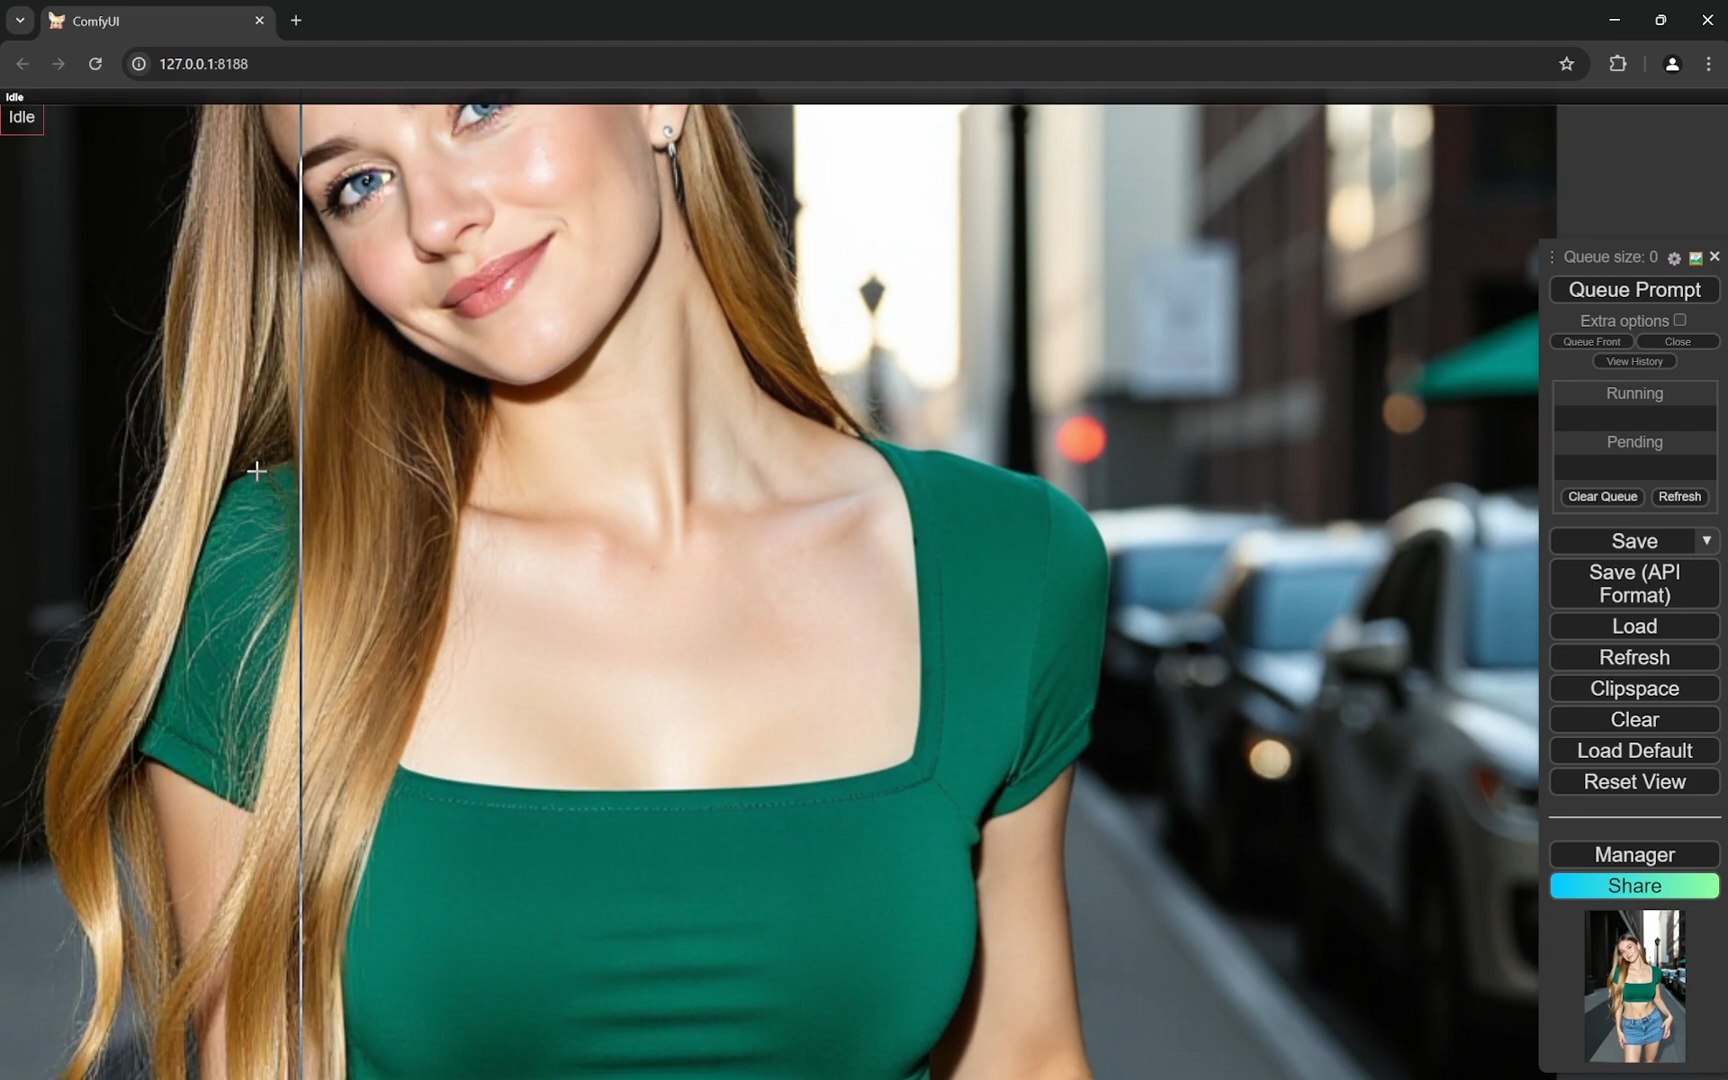 ComfyUI
127.0.0.1:8188
Idle
Idle
Queue size: 0
Queue Prompt
Extra options
Queue Front
Close
View History
Running
Pending
Clear Queue
Refresh
Save
Save (API
Format)
Load
Refresh
Clipspace
Clear
Load Default
Reset View
Manager
Share